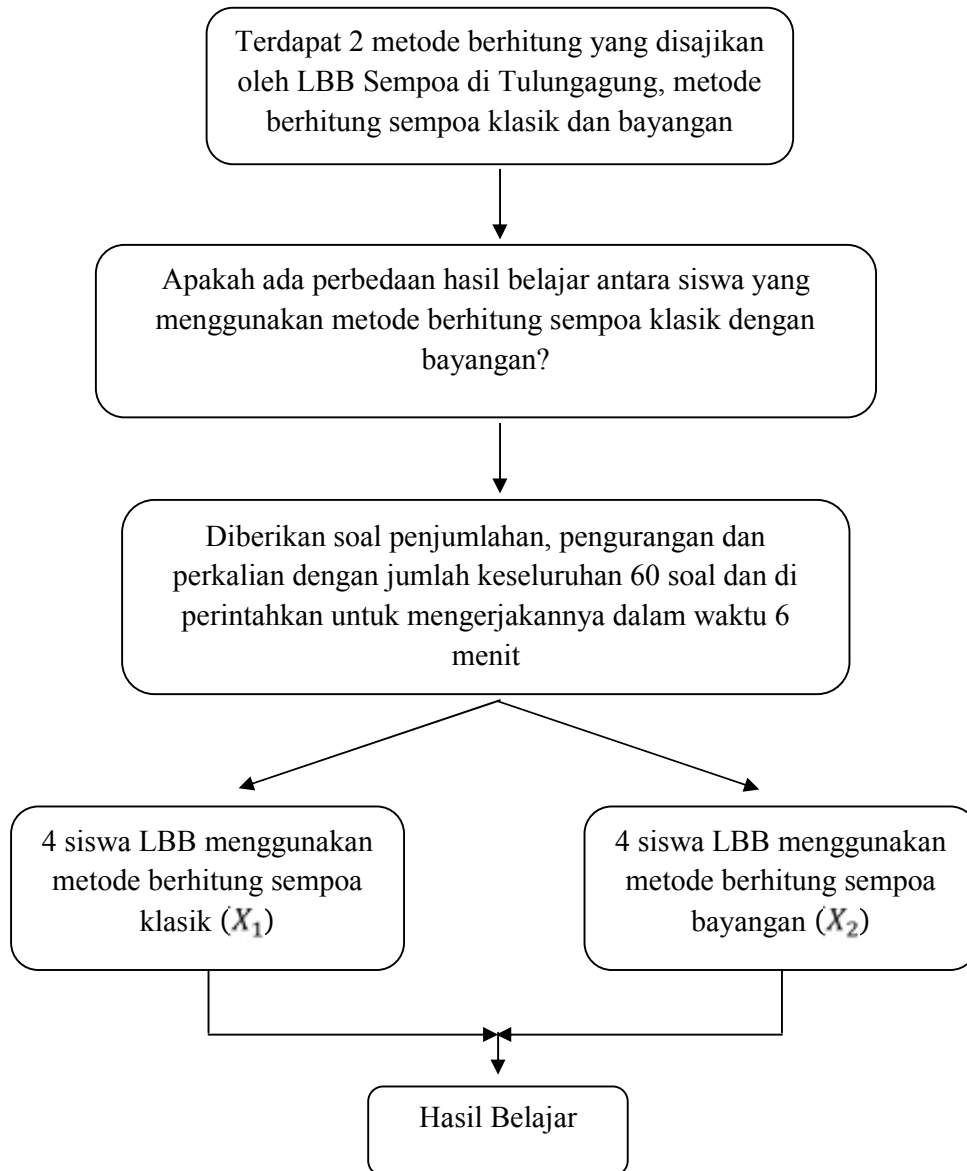 Terdapat 2 metode berhitung yang disajikan
oleh LBB Sempoa di Tulungagung, metode
berhitung sempoa klasik dan bayangan
Apakah ada perbedaan hasil belajar antara siswa yang
menggunakan metode berhitung sempoa klasik dengan
bayangan?
Diberikan soal penjumlahan, pengurangan dan
perkalian dengan jumlah keseluruhan 60 soal dan di
perintahkan untuk mengerjakannya dalam waktu 6
menit
4 siswa LBB menggunakan
metode berhitung sempoa
klasik (X₁)
4 siswa LBB menggunakan
metode berhitung sempoa
bayangan (X₂)
Hasil Belajar